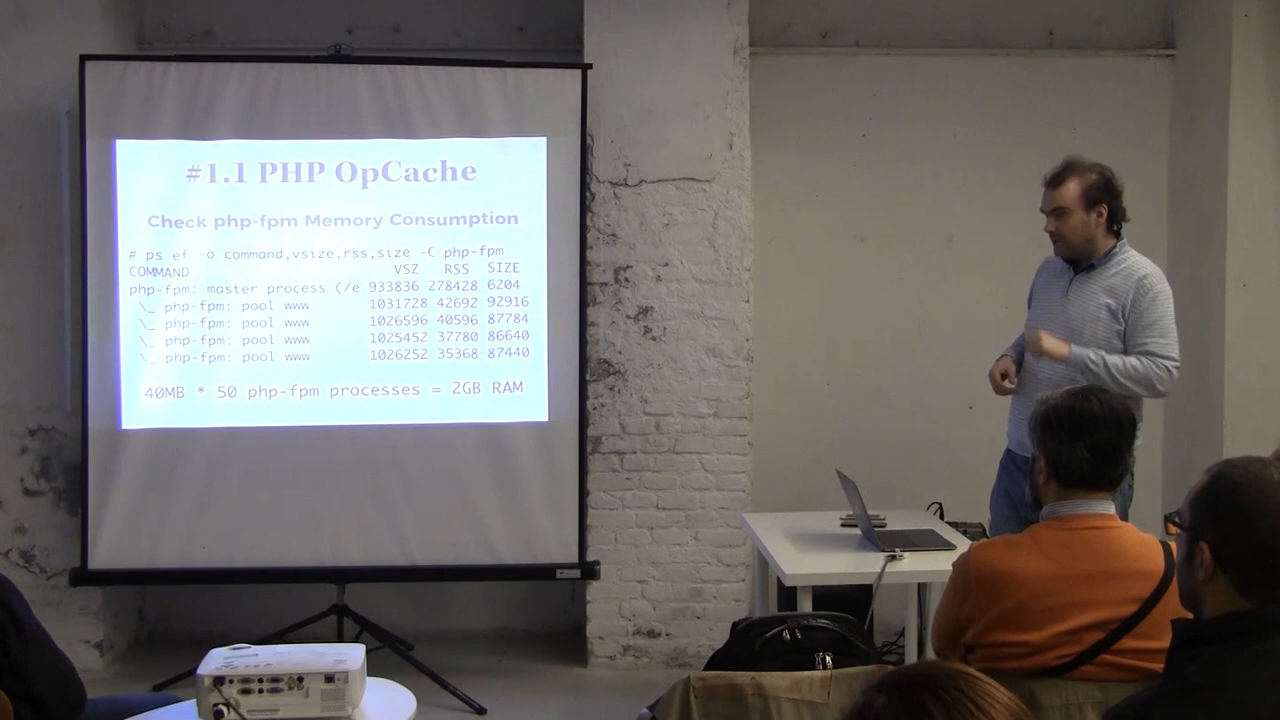 #1.1 PHP OpCache
Check php-fpm Memory Consumption
# ps ef -o command,vsize,rss,size -C php-fpm
COMMAND VSZ RSS SIZE
php-fpm: master process (/e 933836 278428 6204
\_ php-fpm: pool www 1031728 42692 92916
\_ php-fpm: pool www 1026596 40596 87784
\_ php-fpm: pool www 1025452 37780 86640
\_ php-fpm: pool www 1026252 35368 87440
40MB * 50 php-fpm processes = 2GB RAM